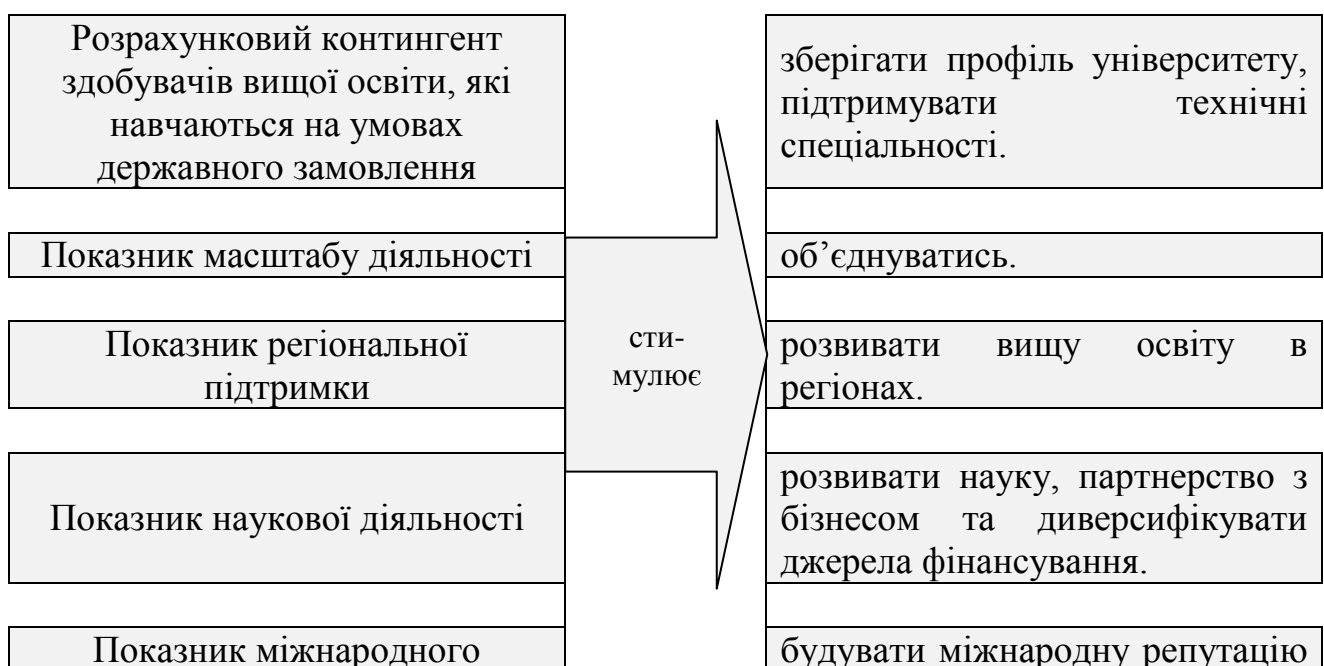 Розрахунковий контингент
здобувачів вищої освіти, які
навчаються на умовах
державного замовлення
зберігати профіль університету,
підтримувати технічні
спеціальності.
Показник масштабу діяльності
об’єднуватись.
Показник регіональної
підтримки
сти-
мулює
розвивати вищу освіту в
регіонах.
Показник наукової діяльності
розвивати науку, партнерство з
бізнесом та диверсифікувати
джерела фінансування.
Показник міжнародного
будувати міжнародну репутацію